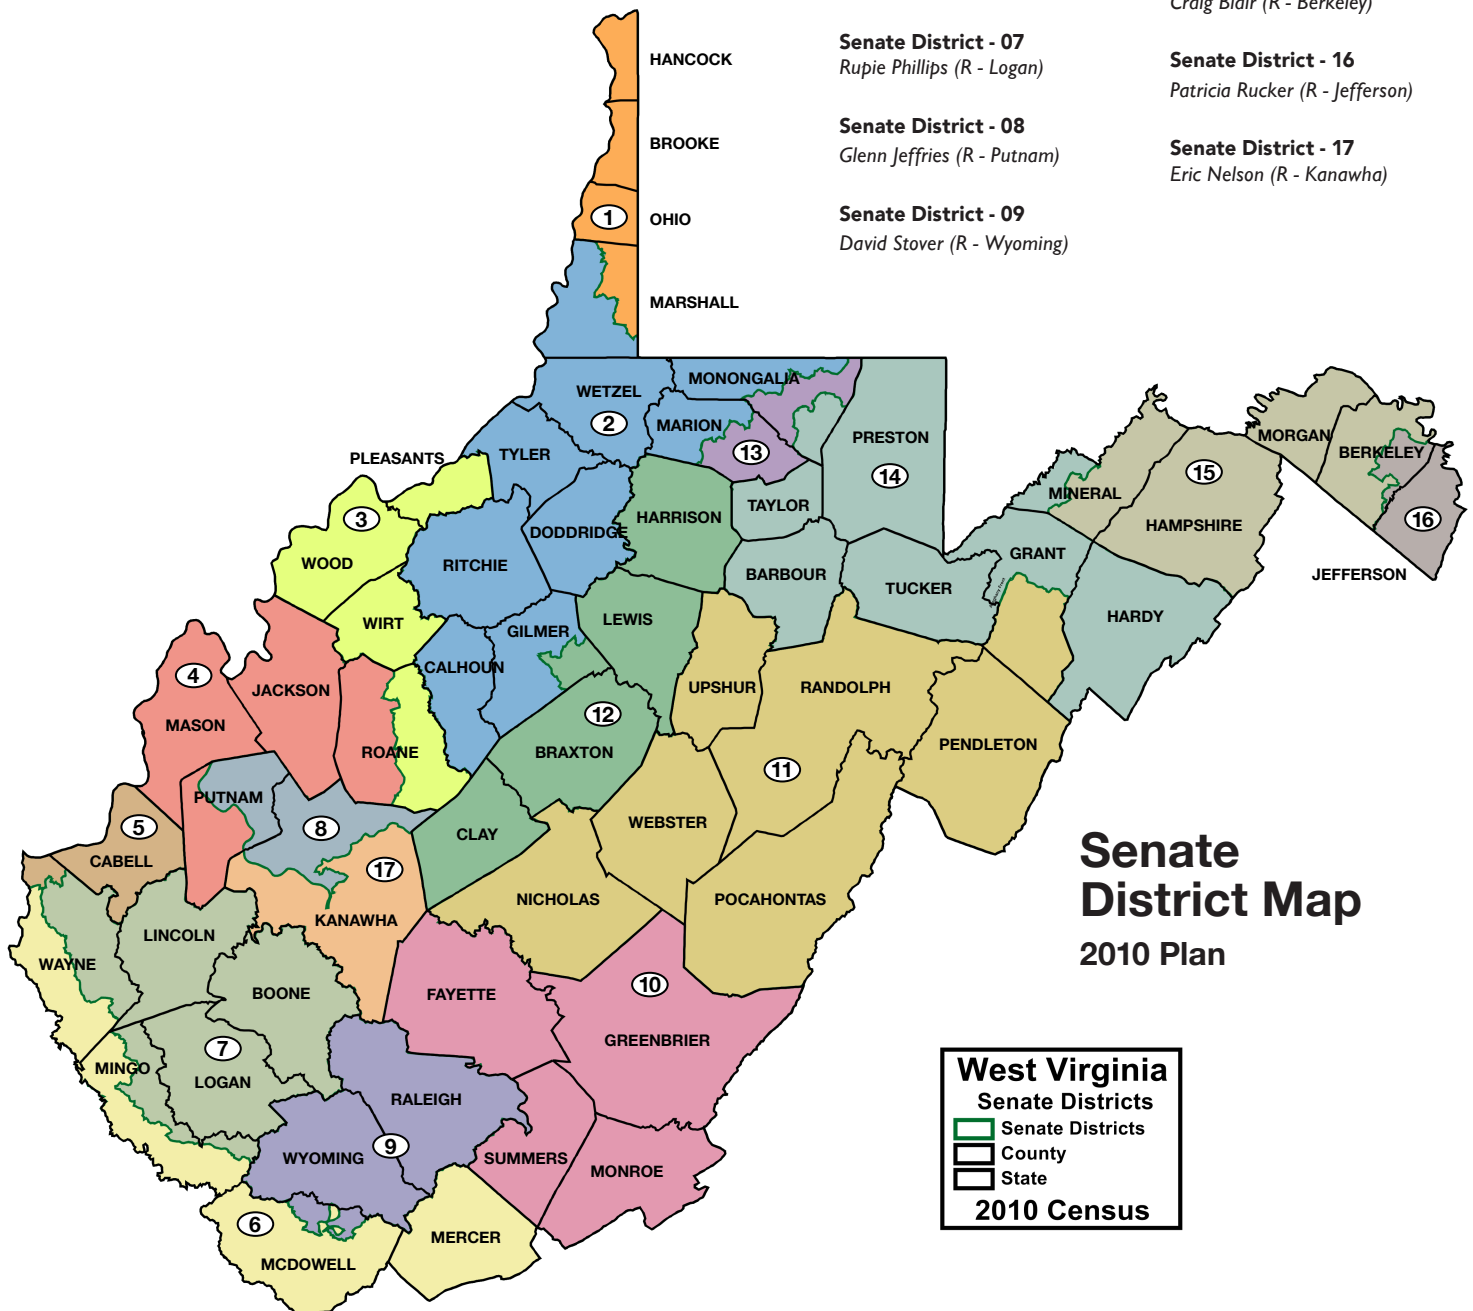 Craig Blair (R - Berkeley)
Senate District - 07
Rupie Phillips (R - Logan)
Senate District - 16
Patricia Rucker (R - Jefferson)
Senate District - 08
Glenn Jeffries (R - Putnam)
Senate District - 17
Eric Nelson (R - Kanawha)
Senate District - 09
David Stover (R - Wyoming)
HANCOCK
BROOKE
1
OHIO
MARSHALL
MONONGALIA
WETZEL
2
MARION
13
PRESTON
14
TYLER
PLEASANTS
3
WOOD
RITCHIE
DODDRIDGE
HARRISON
TAYLOR
BARBOUR
TUCKER
GRANT
MINERAL
15
HAMPSHIRE
MORGAN
BERKELEY
16
JEFFERSON
HARDY
WIRT
CALHOUN
GILMER
LEWIS
UPSHUR
RANDOLPH
PENDLETON
4
MASON
JACKSON
ROANE
12
BRAXTON
11
PUTNAM
8
5
CABELL
17
KANAWHA
CLAY
WEBSTER
NICHOLAS
POCAHONTAS
LINCOLN
WAYNE
BOONE
FAYETTE
10
GREENBRIER
7
MINGO
LOGAN
RALEIGH
9
WYOMING
SUMMERS
MONROE
6
MCDOWELL
MERCER
Senate
District Map
2010 Plan
West Virginia
Senate Districts
Senate Districts
County
State
2010 Census